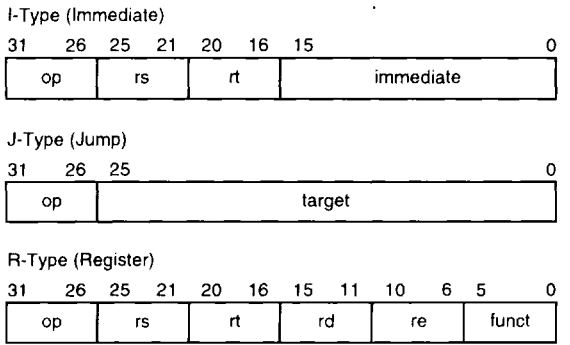 I-Type (Immediate)
31 26 25 21 20 16 15 0
op rs rt immediate
J-Type (Jump)
31 26 25 0
op target
R-Type (Register)
31 26 25 21 20 16 15 11 10 6 5 0
op rs rt rd re funct